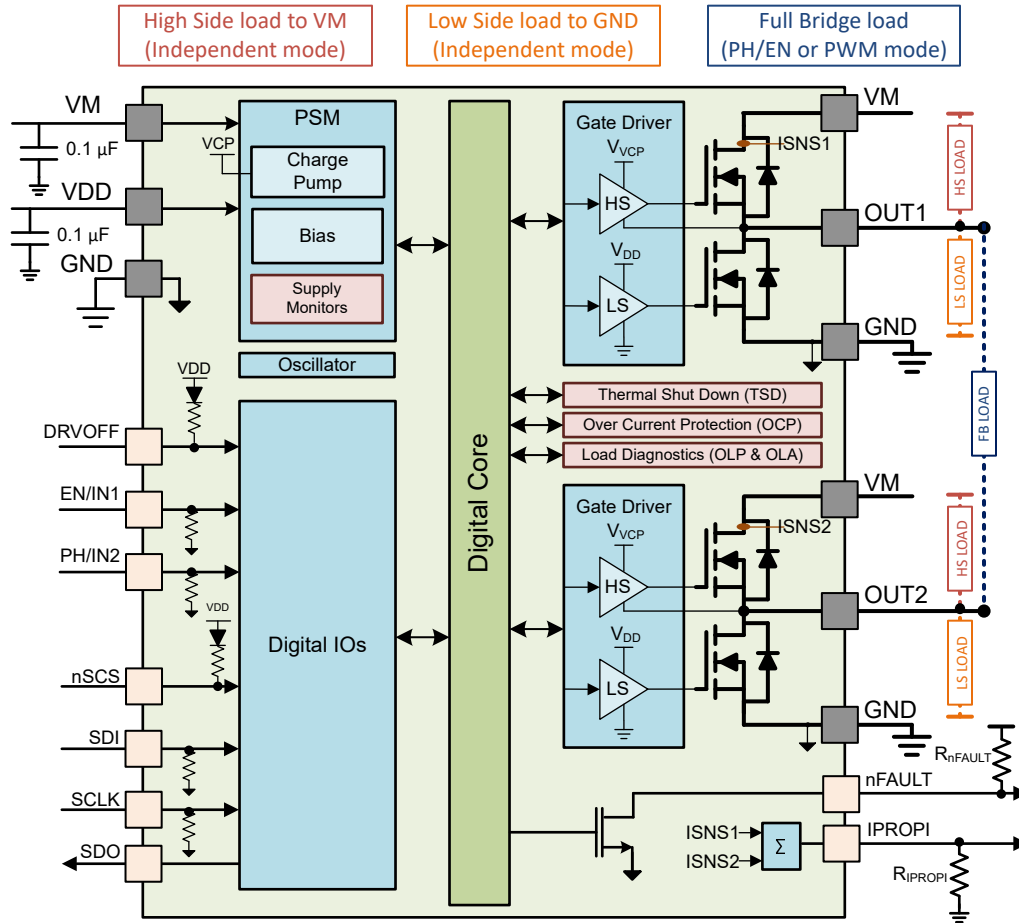 High Side load to VM
(Independent mode)
Low Side load to GND
(Independent mode)
Full Bridge load
(PH/EN or PWM mode)
VM
0.1 µF
VDD
0.1 µF
GND
PSM
VCP
Charge
Pump
Bias
Supply
Monitors
Oscillator
VDD
DRVOFF
EN/IN1
PH/IN2
VDD
nSCS
SDI
SCLK
SDO
Digital IOs
Digital Core
Gate Driver
VVCP
HS
VDD
LS
ISNS1
VM
OUT1
GND
HS LOAD
LS LOAD
FB LOAD
Thermal Shut Down (TSD)
Over Current Protection (OCP)
Load Diagnostics (OLP & OLA)
Gate Driver
VVCP
HS
VDD
LS
ISNS2
VM
OUT2
GND
HS LOAD
LS LOAD
RnFAULT
nFAULT
ISNS1
ISNS2
Σ
IPROPI
RIPROPI